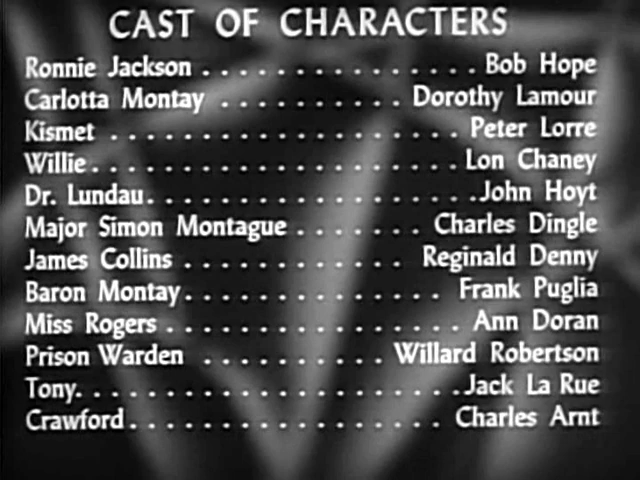 CAST OF CHARACTERS
Ronnie Jackson . . . . . . . . . . . . . . . Bob Hope
Carlotta Montay . . . . . . . . . . Dorothy Lamour
Kismet . . . . . . . . . . . . . . . . . . . Peter Lorre
Willie. . . . . . . . . . . . . . . . . . . . Lon Chaney
Dr. Lundau. . . . . . . . . . . . . . . . . .John Hoyt
Major Simon Montague . . . . . . . Charles Dingle
James Collins . . . . . . . . . . . . Reginald Denny
Baron Montay. . . . . . . . . . . . . . Frank Puglia
Miss Rogers . . . . . . . . . . . . . . . . Ann Doran
Prison Warden . . . . . . . . . . Willard Robertson
Tony. . . . . . . . . . . . . . . . . . . . .Jack La Rue
Crawford. . . . . . . . . . . . . . . . . Charles Arnt